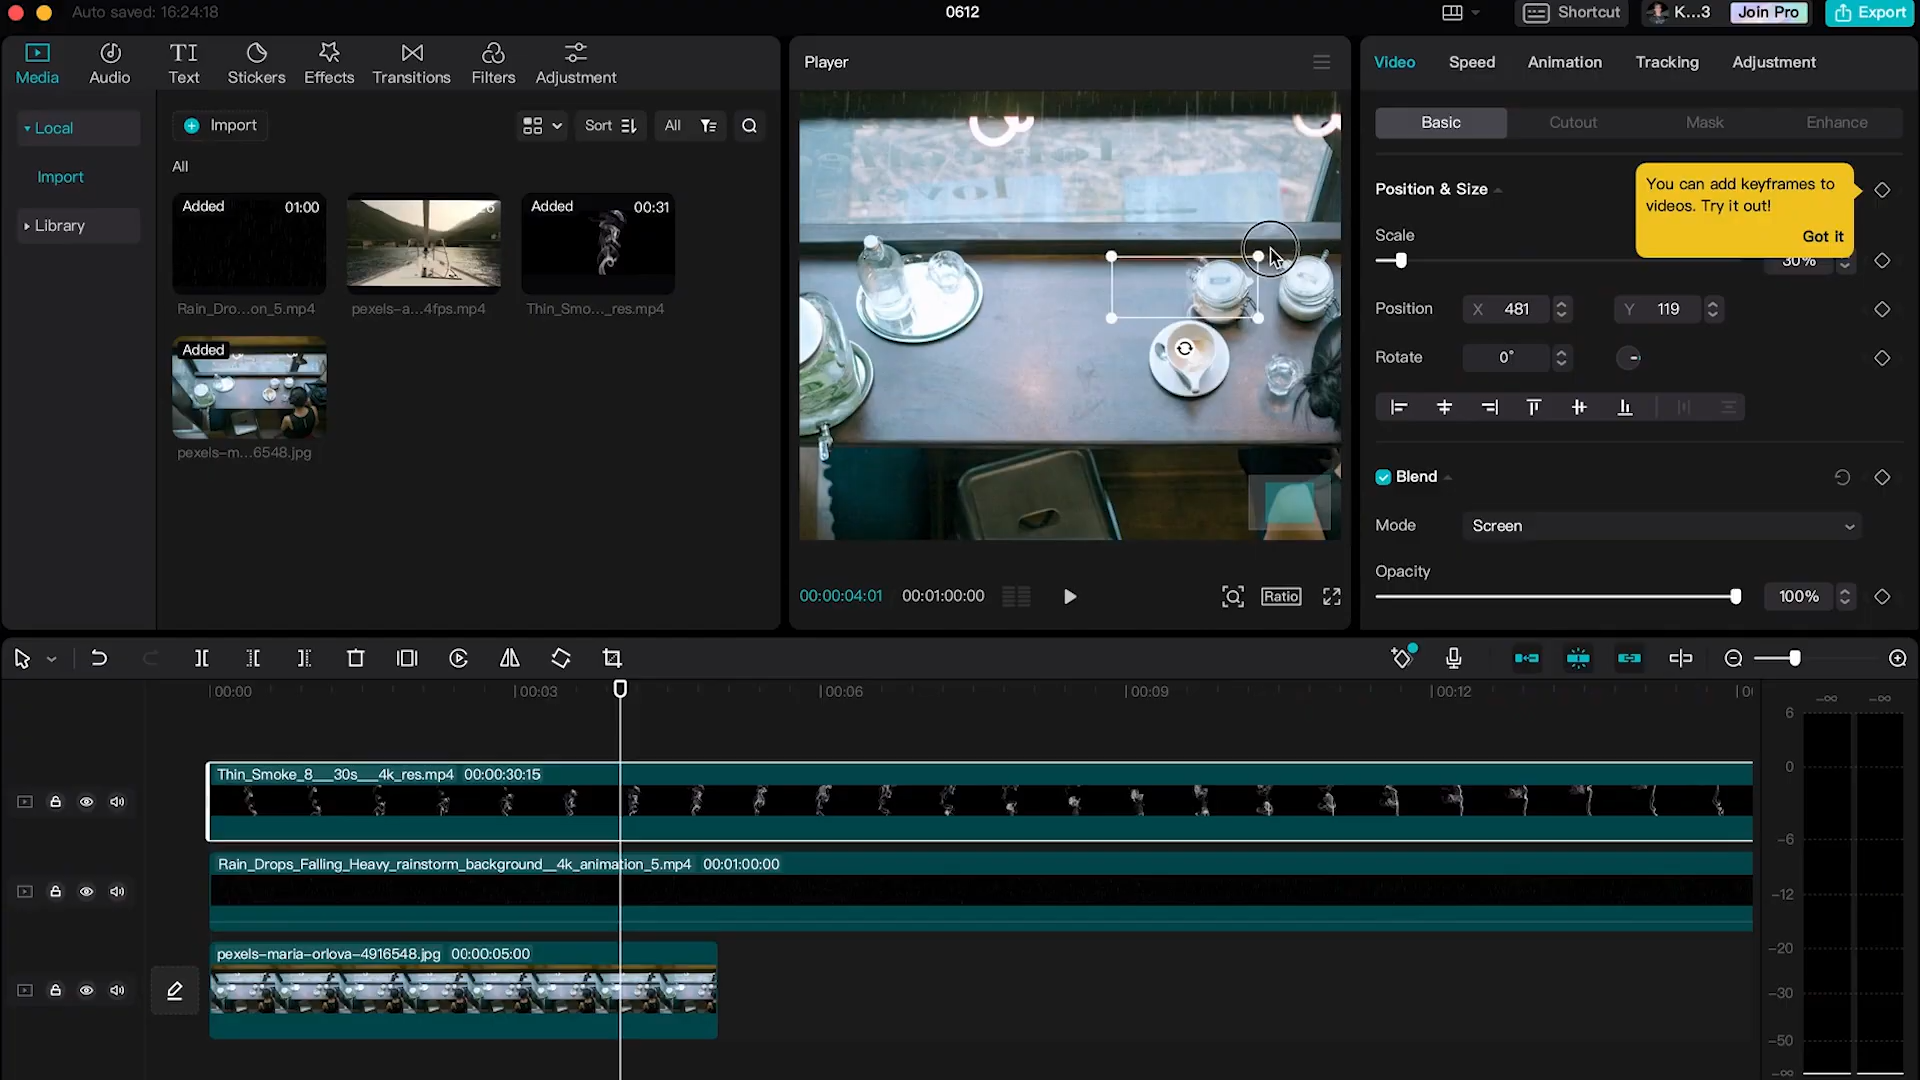 Auto saved: 16:24:18
0612
Shortcut
K...3
Join Pro
Export
Media
Audio
TI
Text
Stickers
Effects
Transitions
Filters
Adjustment
Player
Video
Speed
Animation
Tracking
Adjustment
Local
Import
Library
Import
Sort
All
All
Added
01:00
Rain_Dro...on_5.mp4
pexels-a...4fps.mp4
Added
00:31
Thin_Smo..._res.mp4
Added
pexels-m...6548.jpg
Basic
Cutout
Mask
Enhance
Position & Size
You can add keyframes to
videos. Try it out!
Got it
Scale
30%
Position
X 481
Y 119
Rotate
0°
Blend
Mode
Screen
Opacity
100%
00:00:04:01
00:01:00:00
Ratio
00:00
00:03
00:06
00:09
00:12
Thin_Smoke_8___30s___4k_res.mp4 00:00:30:15
Rain_Drops_Falling_Heavy_rainstorm_background__4k_animation_5.mp4 00:01:00:00
pexels-maria-orlova-4916548.jpg 00:00:05:00
-∞ -∞
6
0
-6
-12
-20
-30
-50
-∞